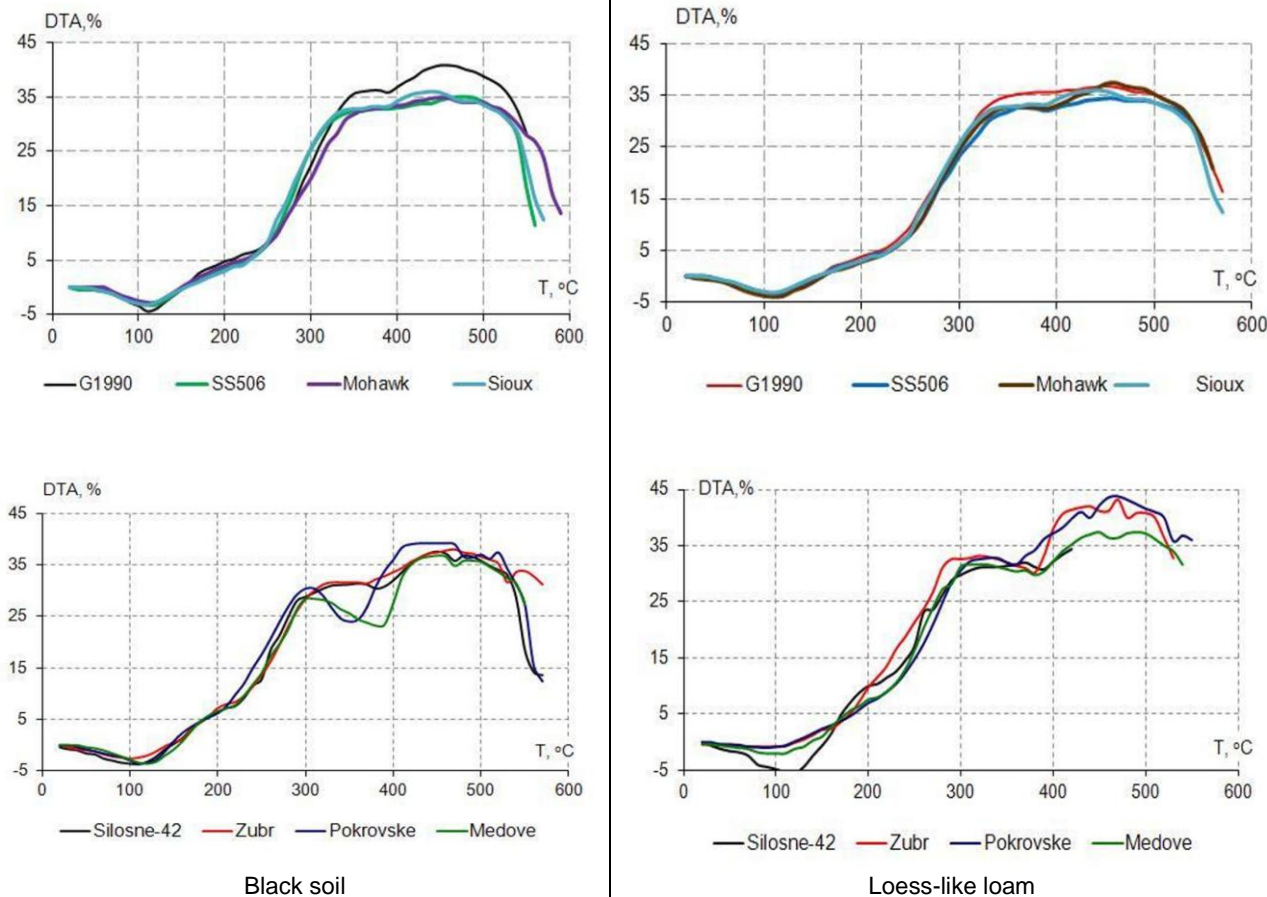 DTA,%
45
35
25
15
5
-5
T, °C
0 100 200 300 400 500 600
G1990 SS506 Mohawk Sioux
DTA,%
45
35
25
15
5
-5
T, °C
0 100 200 300 400 500 600
G1990 SS506 Mohawk Sioux
DTA, %
45
35
25
15
5
-5
T, °C
0 100 200 300 400 500 600
Silosne-42 Zubr Pokrovske Medove
Black soil
DTA,%
45
35
25
15
5
-5
T, °C
0 100 200 300 400 500 600
Silosne-42 Zubr Pokrovske Medove
Loess-like loam